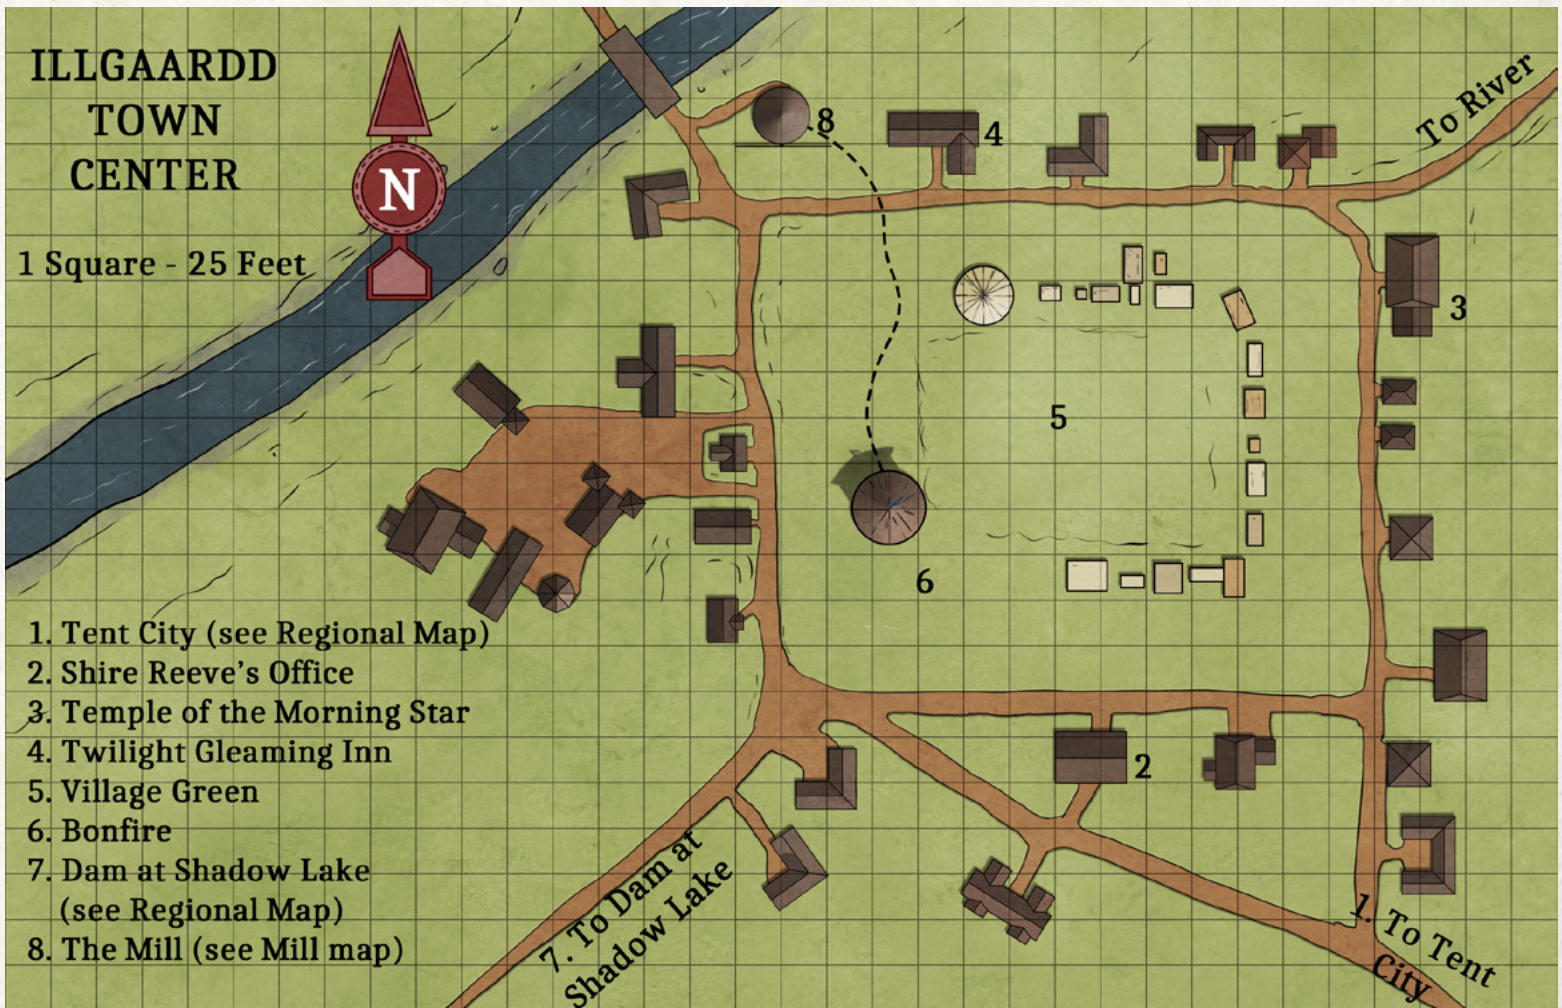 ILLGAARDD
TOWN
CENTER
N
1 Square - 25 Feet
8
4
To River
3
5
6
2
1. Tent City (see Regional Map)
2. Shire Reeve's Office
3. Temple of the Morning Star
4. Twilight Gleaming Inn
5. Village Green
6. Bonfire
7. Dam at Shadow Lake
(see Regional Map)
8. The Mill (see Mill map)
7. To Dam at
Shadow Lake
1. To Tent
City